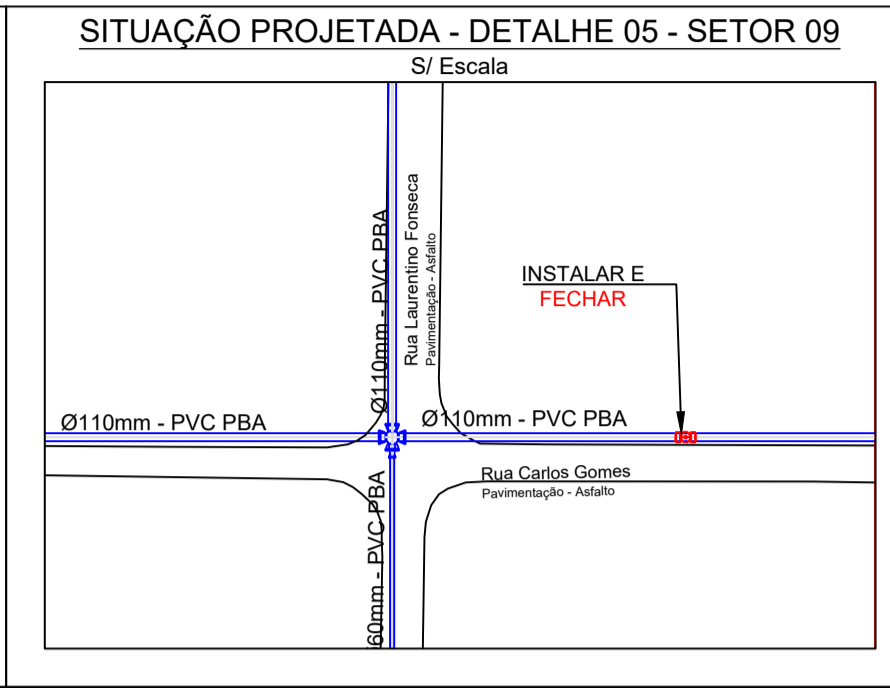 SITUAÇÃO PROJETADA - DETALHE 05 - SETOR 09
S/ Escala
Ø110mm - PVC PBA
Rua Laurentino Fonseca
Pavimentação - Asfalto
INSTALAR E
FECHAR
Ø110mm - PVC PBA
Ø110mm - PVC PBA
Rua Carlos Gomes
Pavimentação - Asfalto
60mm - PVC PBA